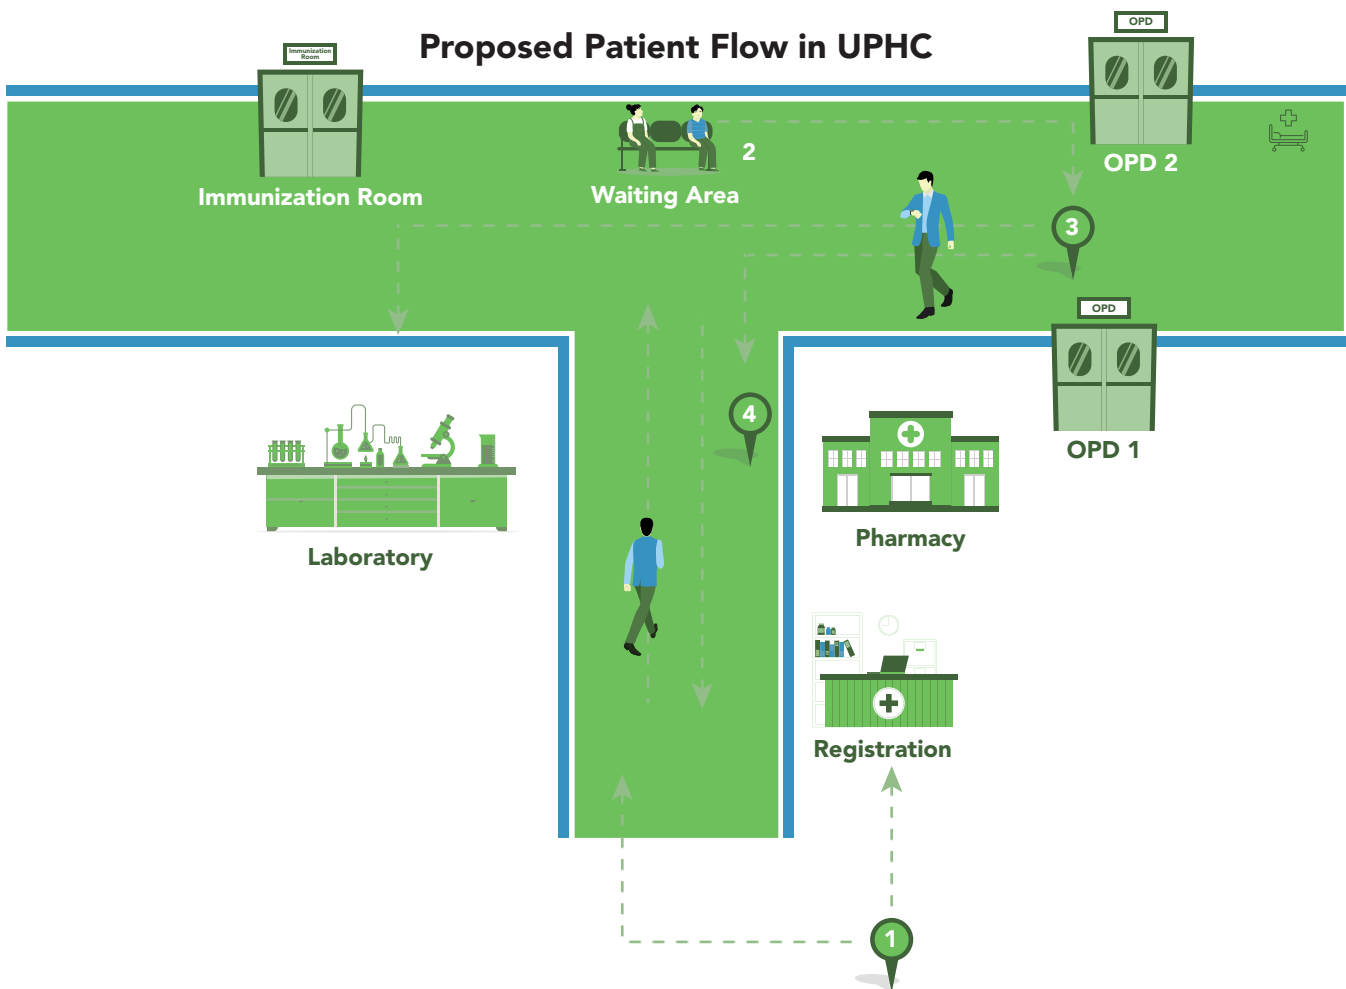 Proposed Patient Flow in UPHC
Immunization
Room
OPD
2
OPD 2
Immunization Room
Waiting Area
3
OPD
4
OPD 1
Pharmacy
Laboratory
Registration
1